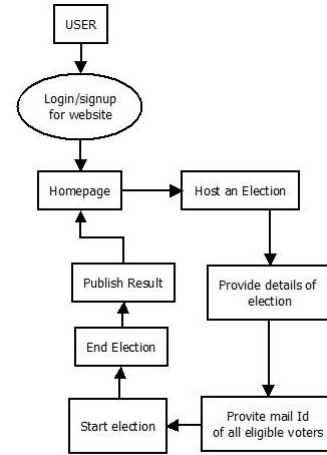 USER
Login/signup
for website
Homepage
Host an Election
Provide details of
election
Provite mail Id
of all eligible voters
Start election
End Election
Publish Result